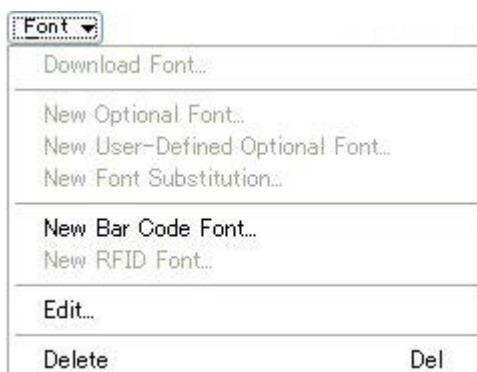 Font
Download Font...
New Optional Font...
New User-Defined Optional Font...
New Font Substitution...
New Bar Code Font...
New RFID Font...
Edit...
Delete Del